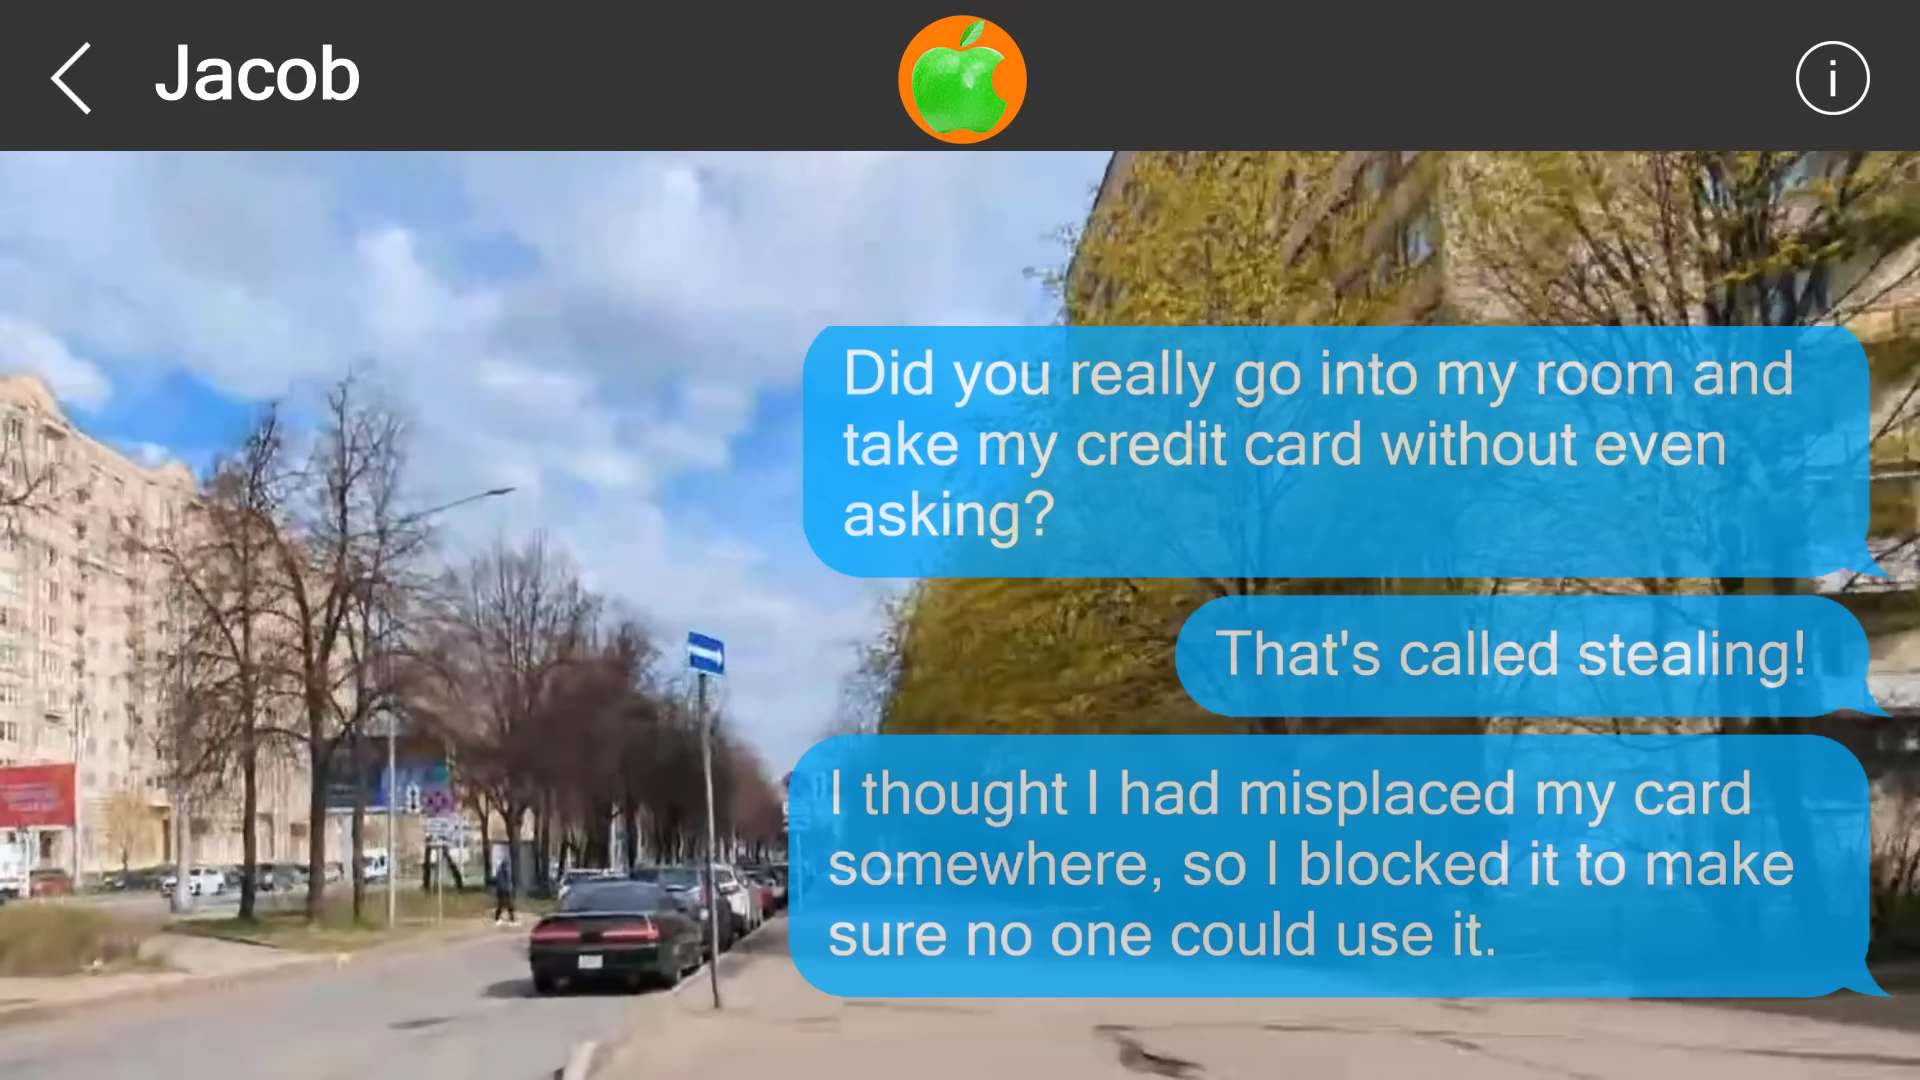 Jacob
Did you really go into my room and
take my credit card without even
asking?
That's called stealing!
I thought I had misplaced my card
somewhere, so I blocked it to make
sure no one could use it.